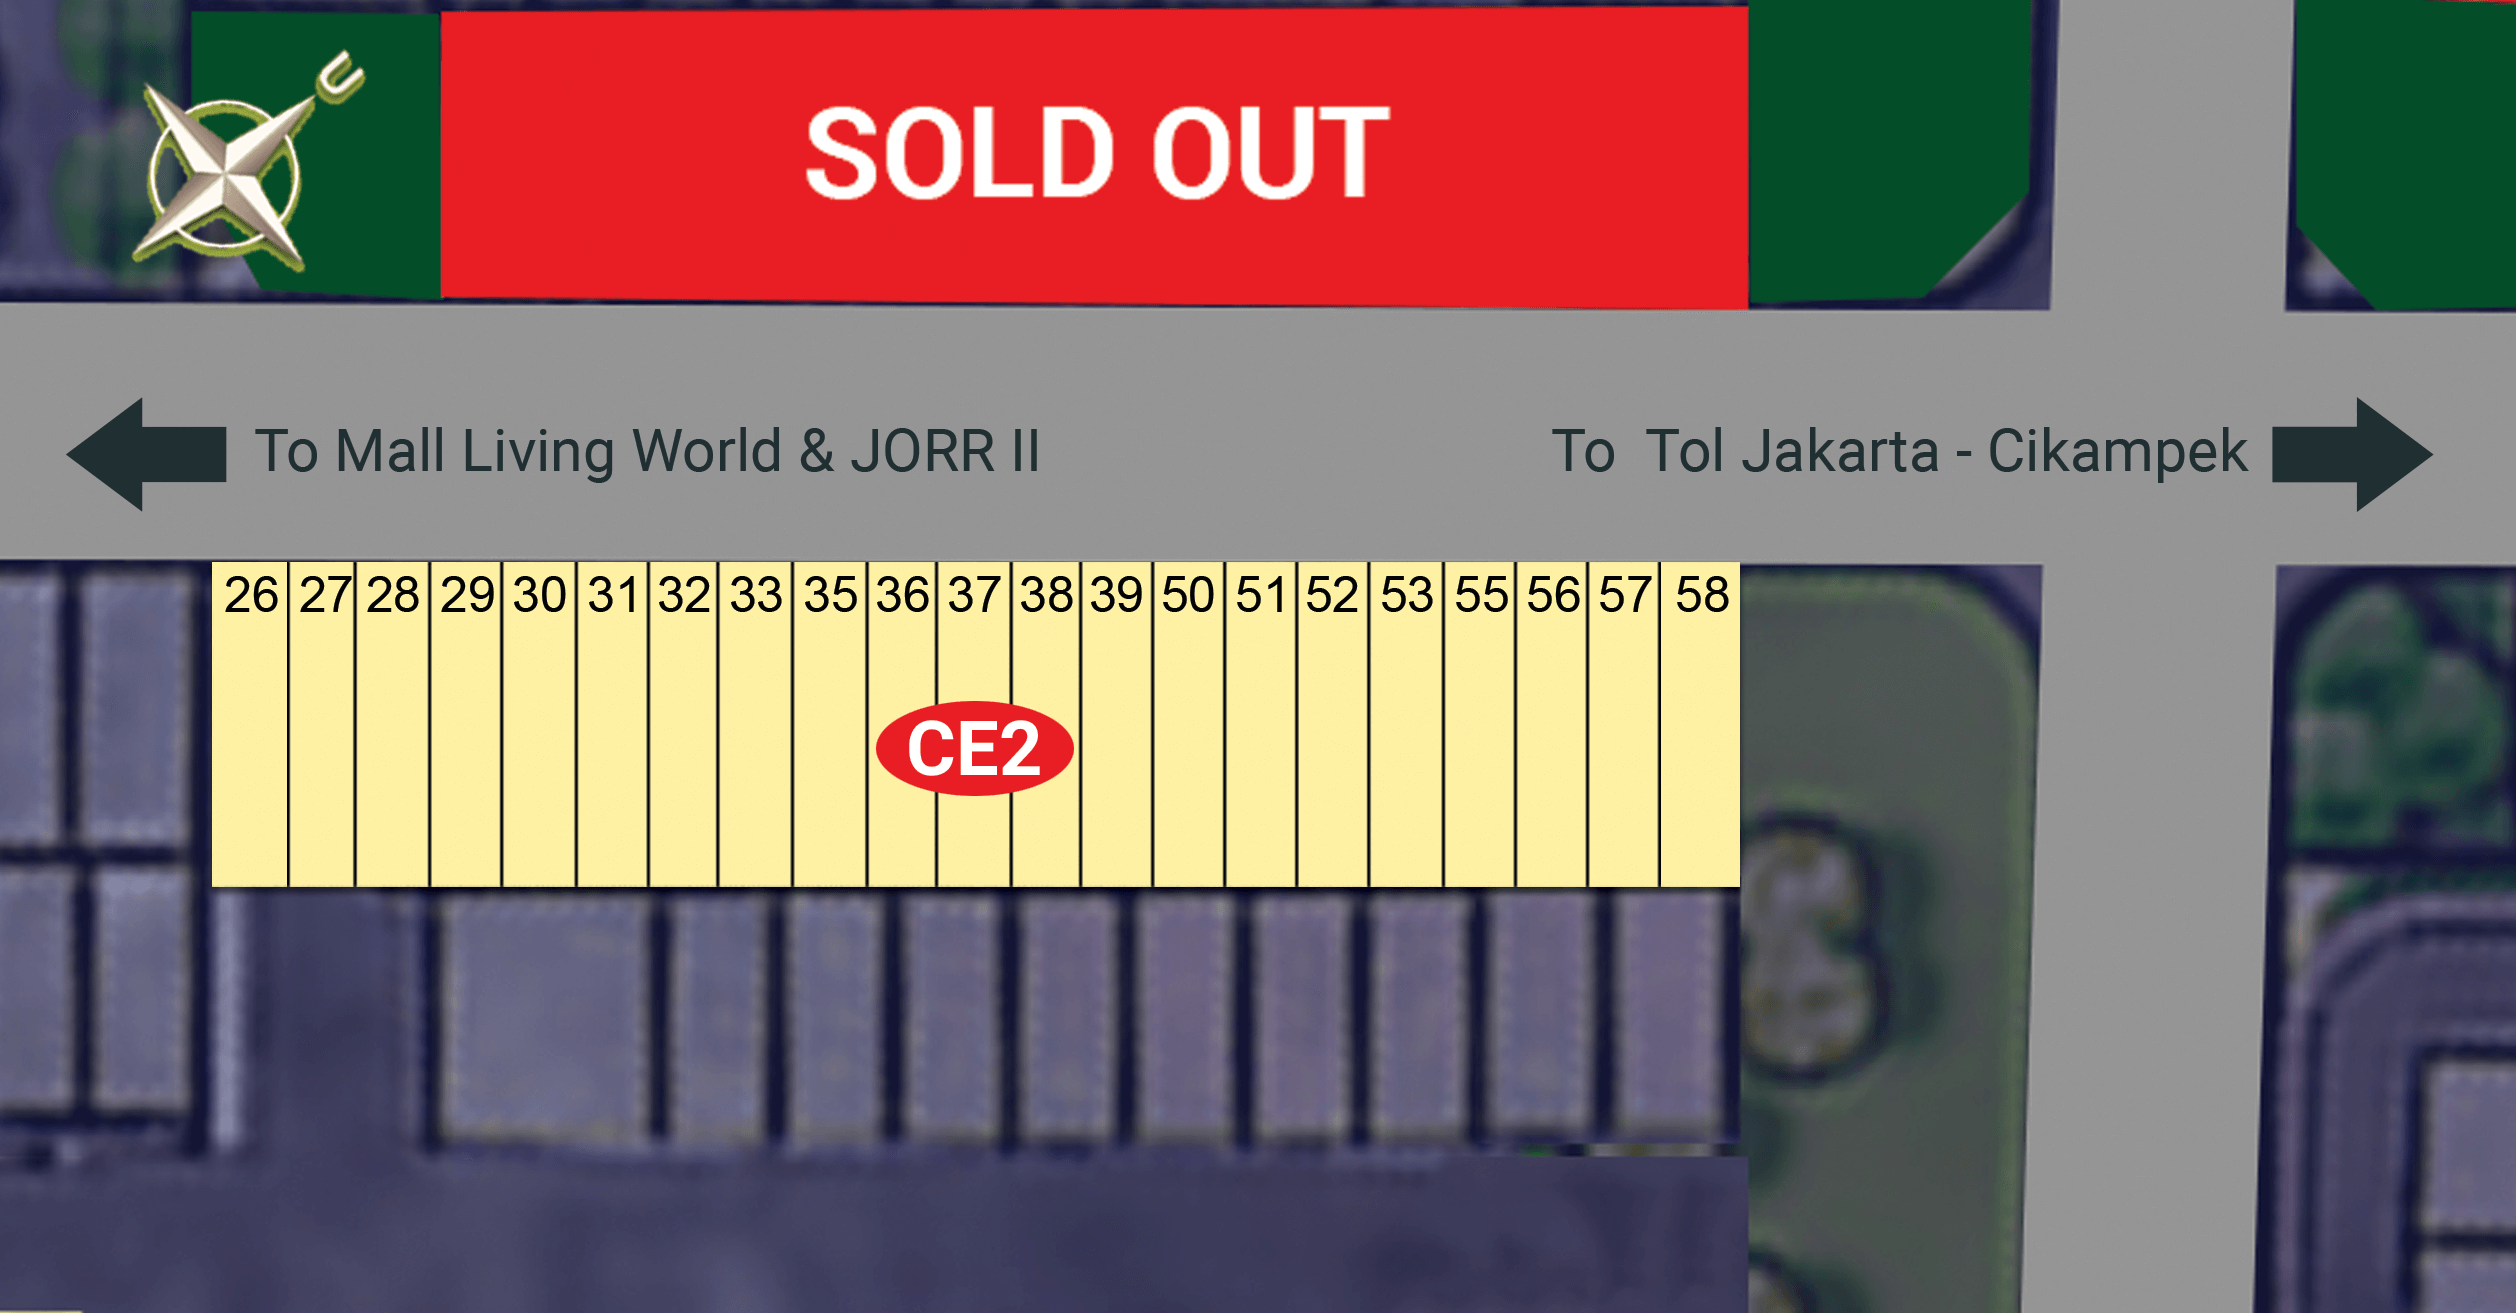 U
SOLD OUT
To Mall Living World & JORR II
To Tol Jakarta - Cikampek
26 27 28 29 30 31 32 33 35 36 37 38 39 50 51 52 53 55 56 57 58
CE2